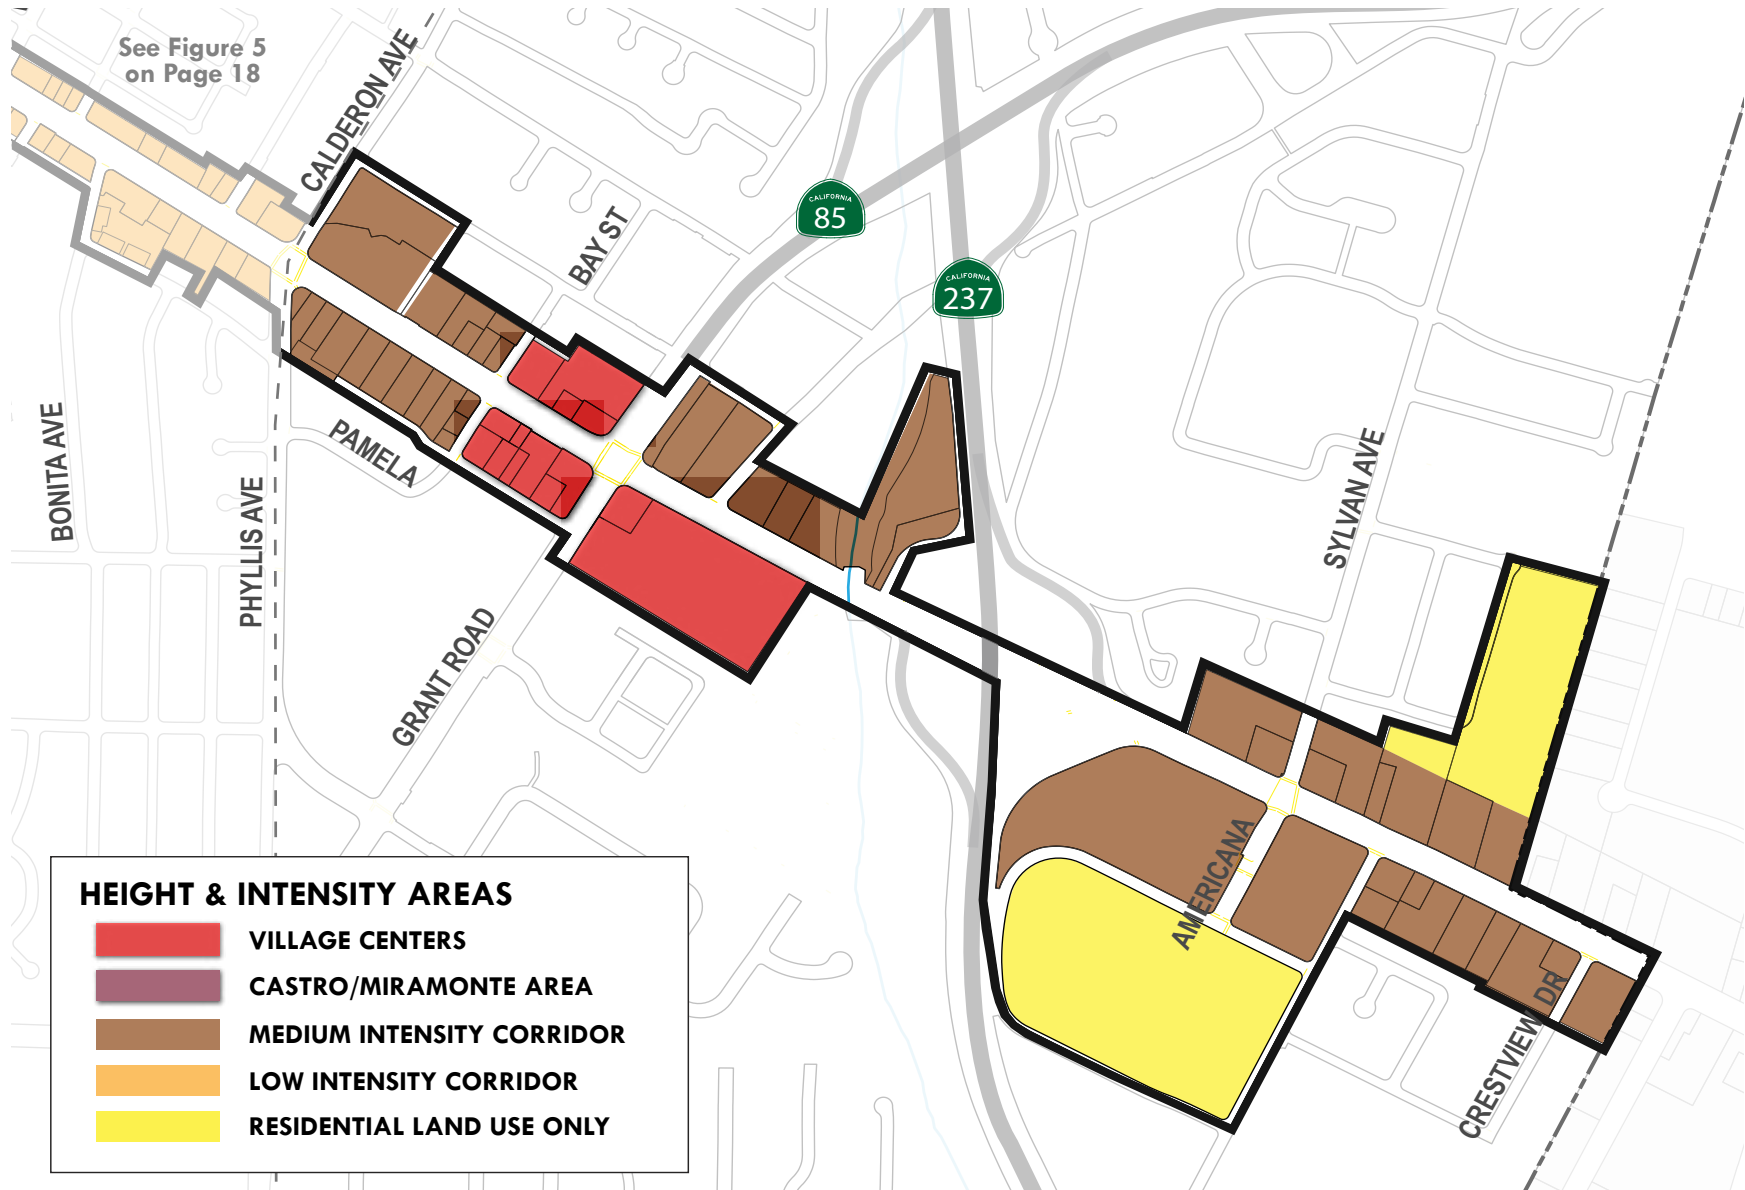 See Figure 5
on Page 18
CALDERON AVE
BAY ST
CALIFORNIA
85
CALIFORNIA
237
BONITA AVE
PAMELA
PHYLLIS AVE
GRANT ROAD
SYLVAN AVE
AMERICANA
CRESTVIEW DR
HEIGHT & INTENSITY AREAS
VILLAGE CENTERS
CASTRO/MIRAMONTE AREA
MEDIUM INTENSITY CORRIDOR
LOW INTENSITY CORRIDOR
RESIDENTIAL LAND USE ONLY